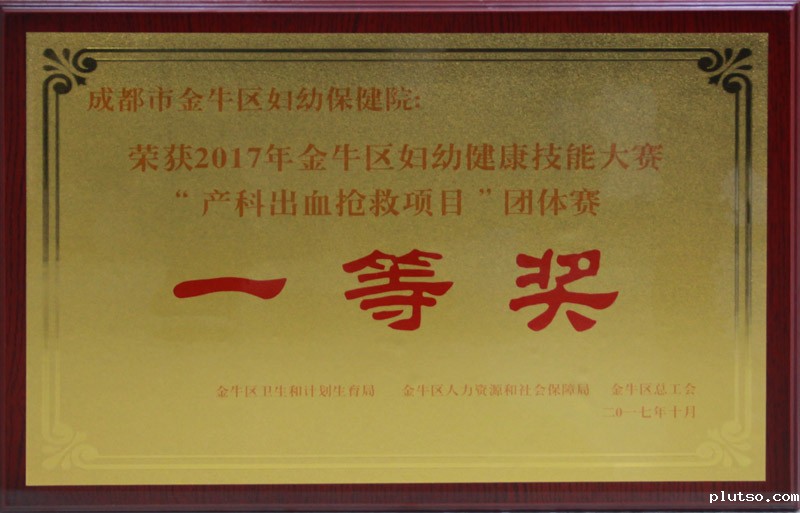 成都市金牛区妇幼保健院:
荣获2017年金牛区妇幼健康技能大赛
“产科出血抢救项目”团体赛
一等奖
金牛区卫生和计划生育局 金牛区人力资源和社会保障局 金牛区总工会
二〇一七年十月
plutso.com